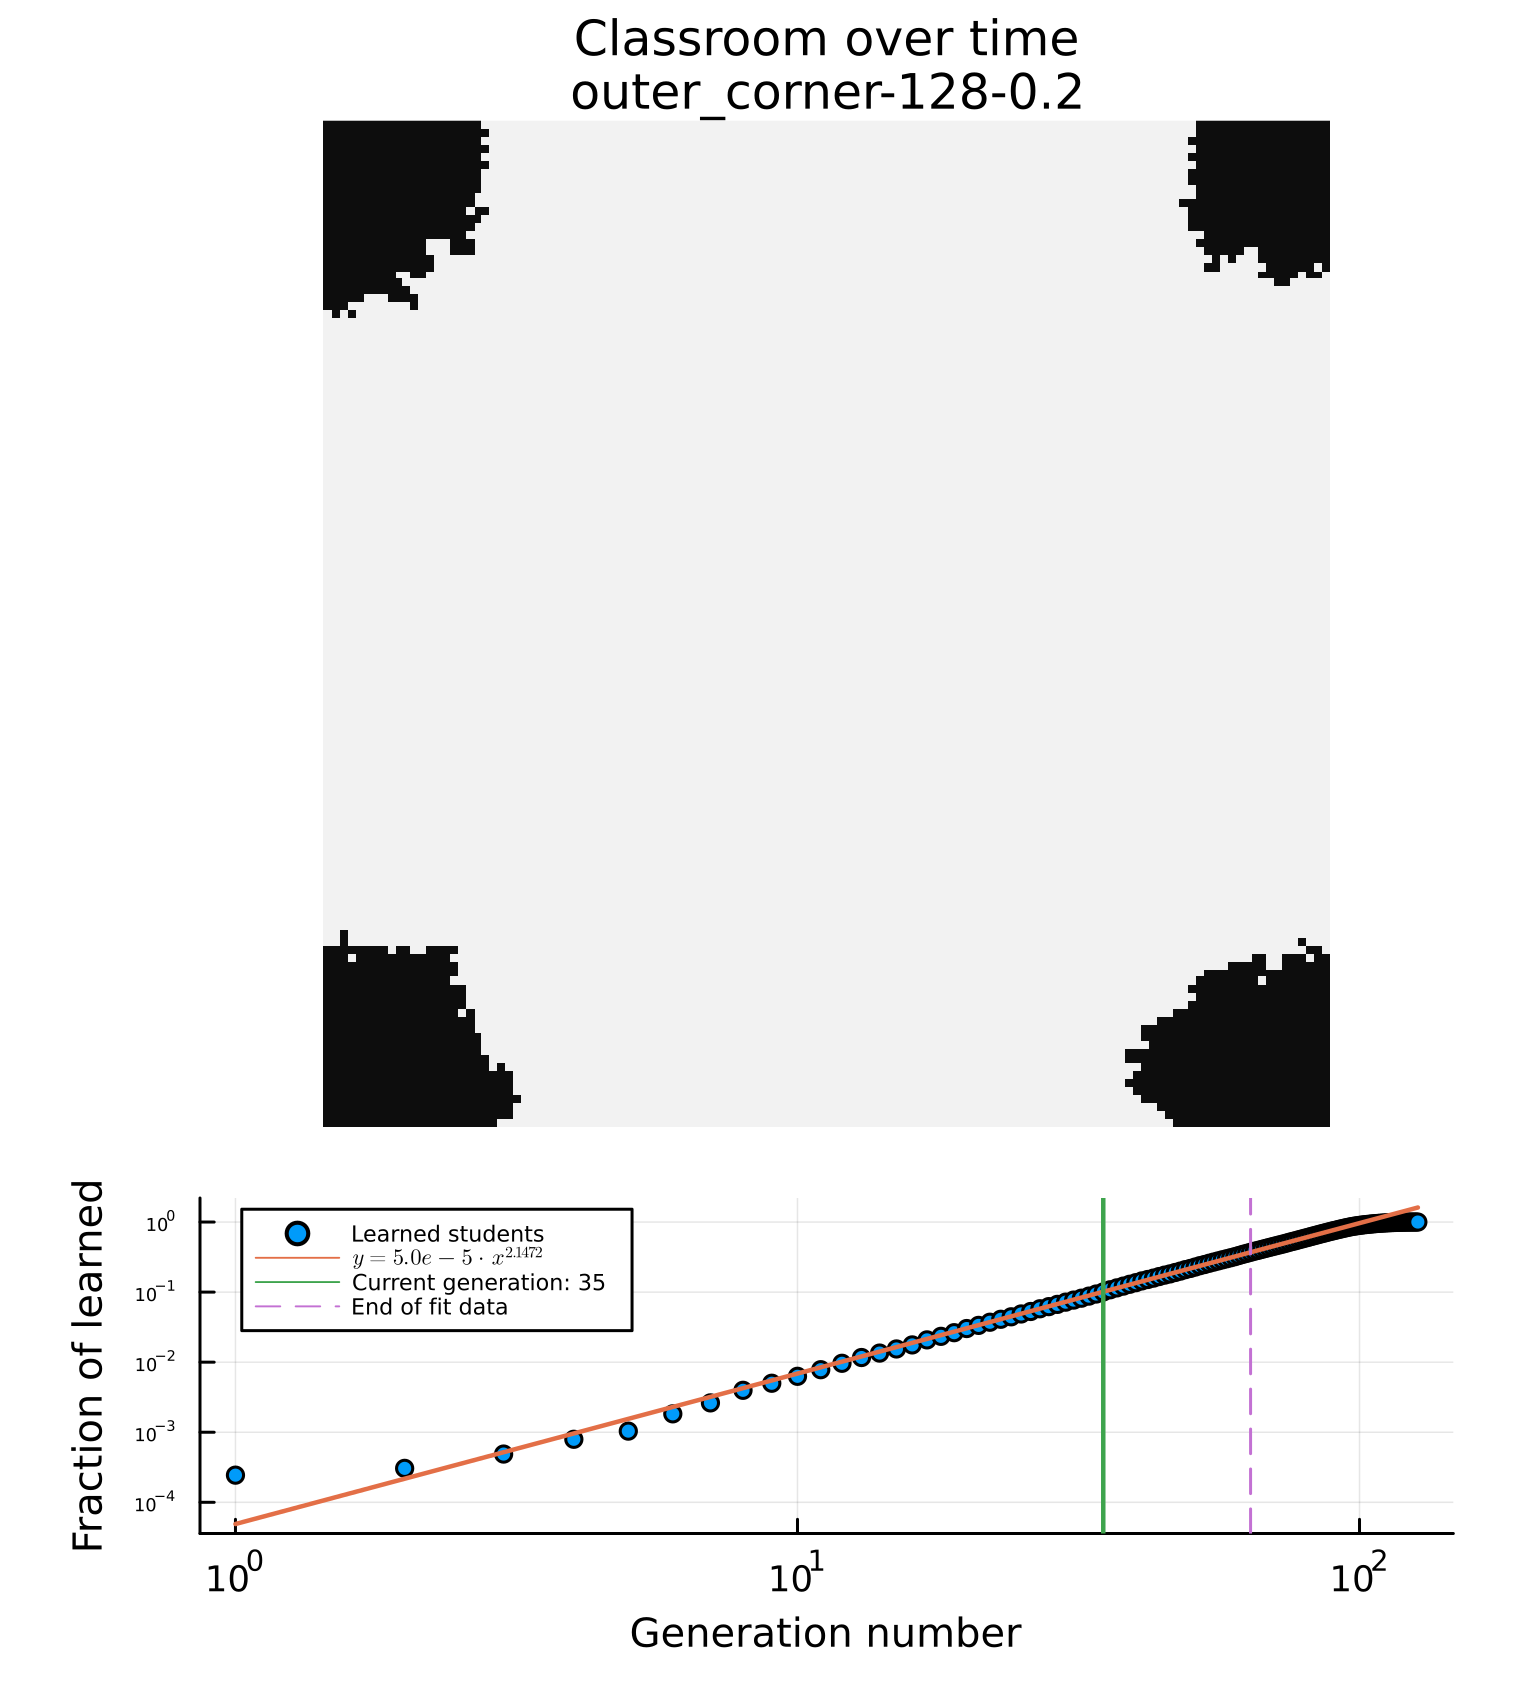 Classroom over time
outer_corner-128-0.2
Fraction of learned
10^0
10^-1
10^-2
10^-3
10^-4
Learned students
y = 5.0e − 5 · x^2.1472
Current generation: 35
End of fit data
10^0 10^1 10^2
Generation number